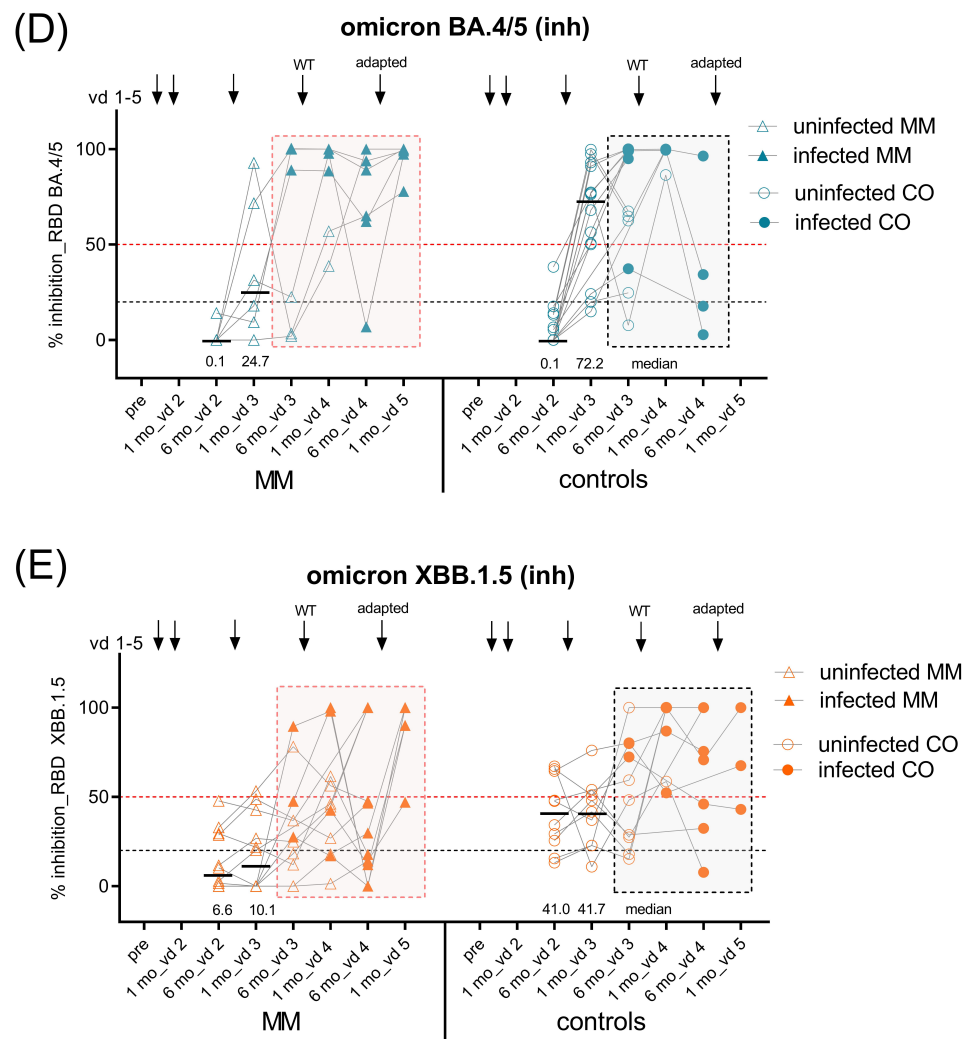 (D)
omicron BA.4/5 (inh)
WT adapted WT adapted
vd 1-5
uninfected MM
infected MM
uninfected CO
infected CO
% inhibition_RBD BA.4/5
100
50
0
0.1 24.7 0.1 72.2 median
pre 1 mo_vd 2 6 mo_vd 2 1 mo_vd 3 6 mo_vd 3 1 mo_vd 4 6 mo_vd 4 1 mo_vd 5 pre 1 mo_vd 2 6 mo_vd 2 1 mo_vd 3 6 mo_vd 3 1 mo_vd 4 6 mo_vd 4 1 mo_vd 5
MM controls
(E)
omicron XBB.1.5 (inh)
WT adapted WT adapted
vd 1-5
uninfected MM
infected MM
uninfected CO
infected CO
% inhibition_RBD XBB.1.5
100
50
0
6.6 10.1 41.0 41.7 median
pre 1 mo_vd 2 6 mo_vd 2 1 mo_vd 3 6 mo_vd 3 1 mo_vd 4 6 mo_vd 4 1 mo_vd 5 pre 1 mo_vd 2 6 mo_vd 2 1 mo_vd 3 6 mo_vd 3 1 mo_vd 4 6 mo_vd 4 1 mo_vd 5
MM controls